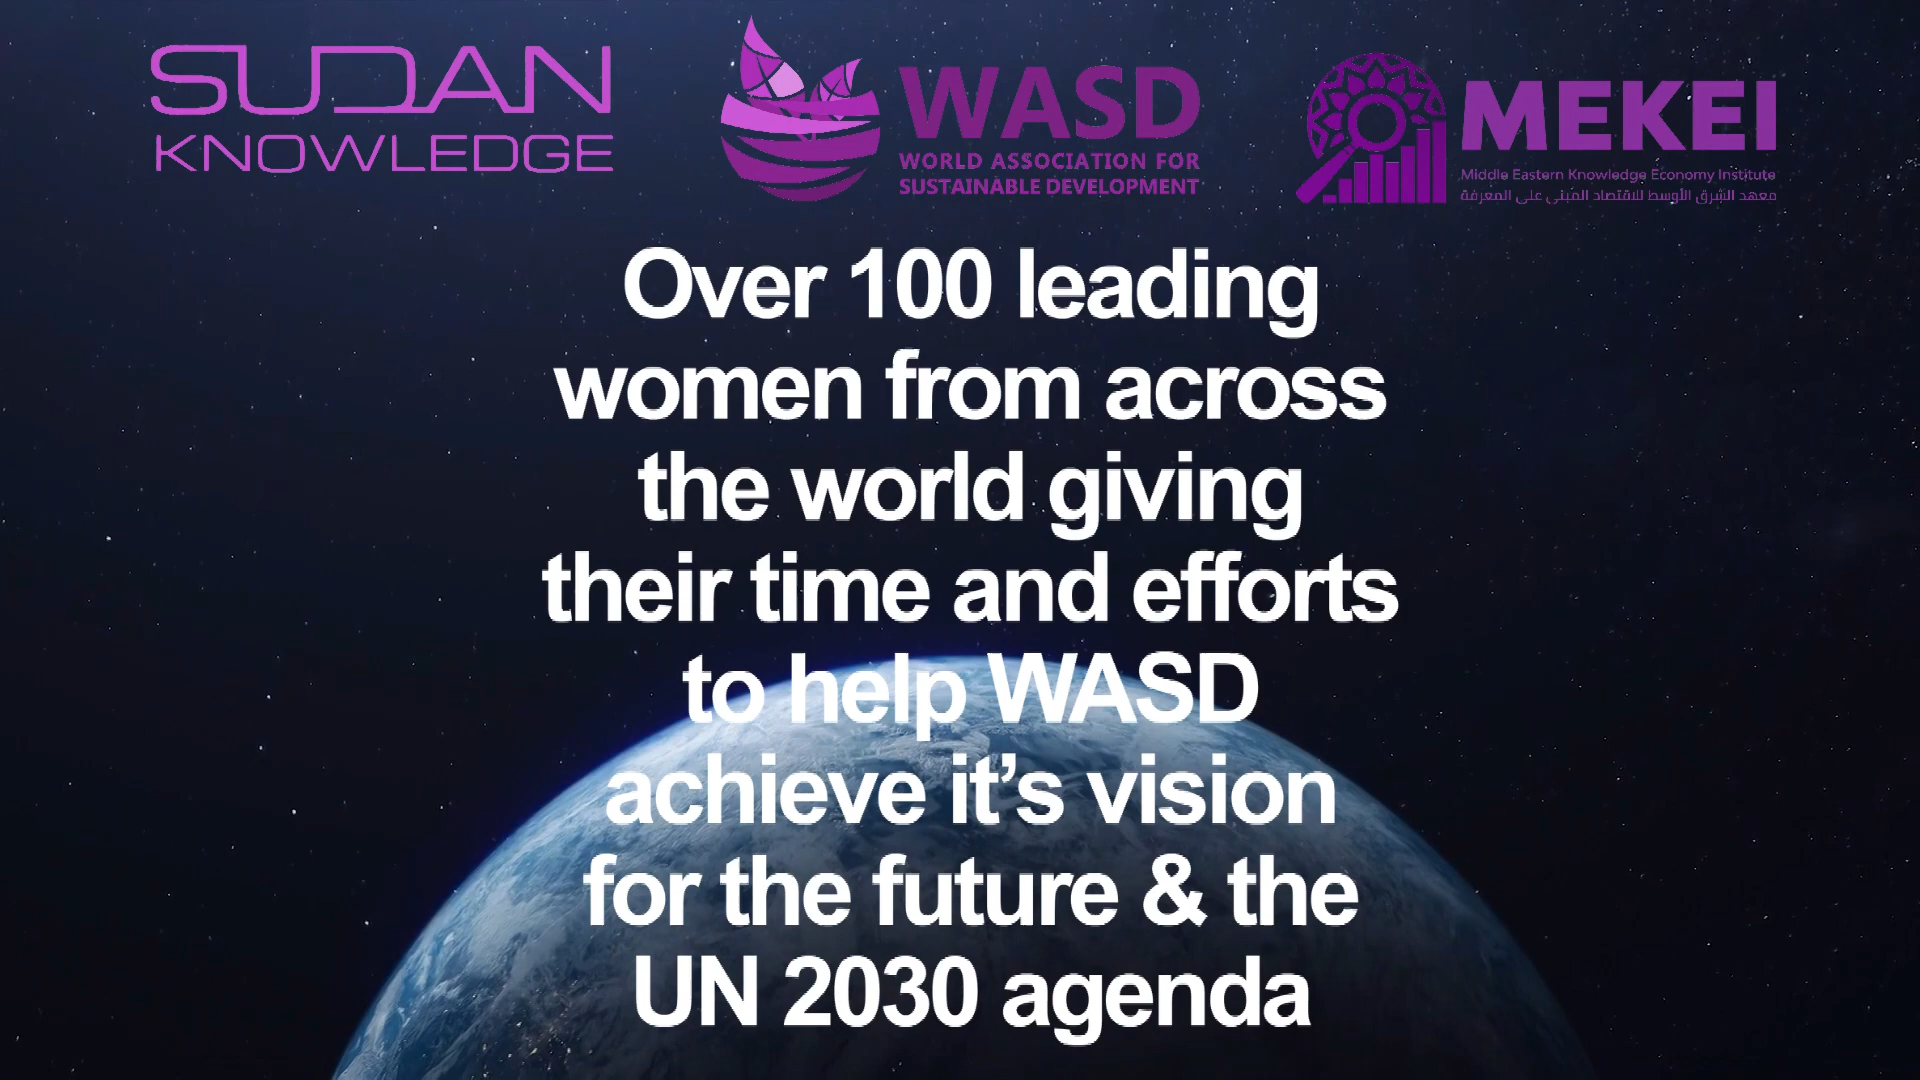 SUDAN
KNOWLEDGE
WASD
WORLD ASSOCIATION FOR
SUSTAINABLE DEVELOPMENT
MEKEI
Middle Eastern Knowledge Economy Institute
معهد الشرق الأوسط للاقتصاد المبني على المعرفة
Over 100 leading
women from across
the world giving
their time and efforts
to help WASD
achieve it’s vision
for the future & the
UN 2030 agenda